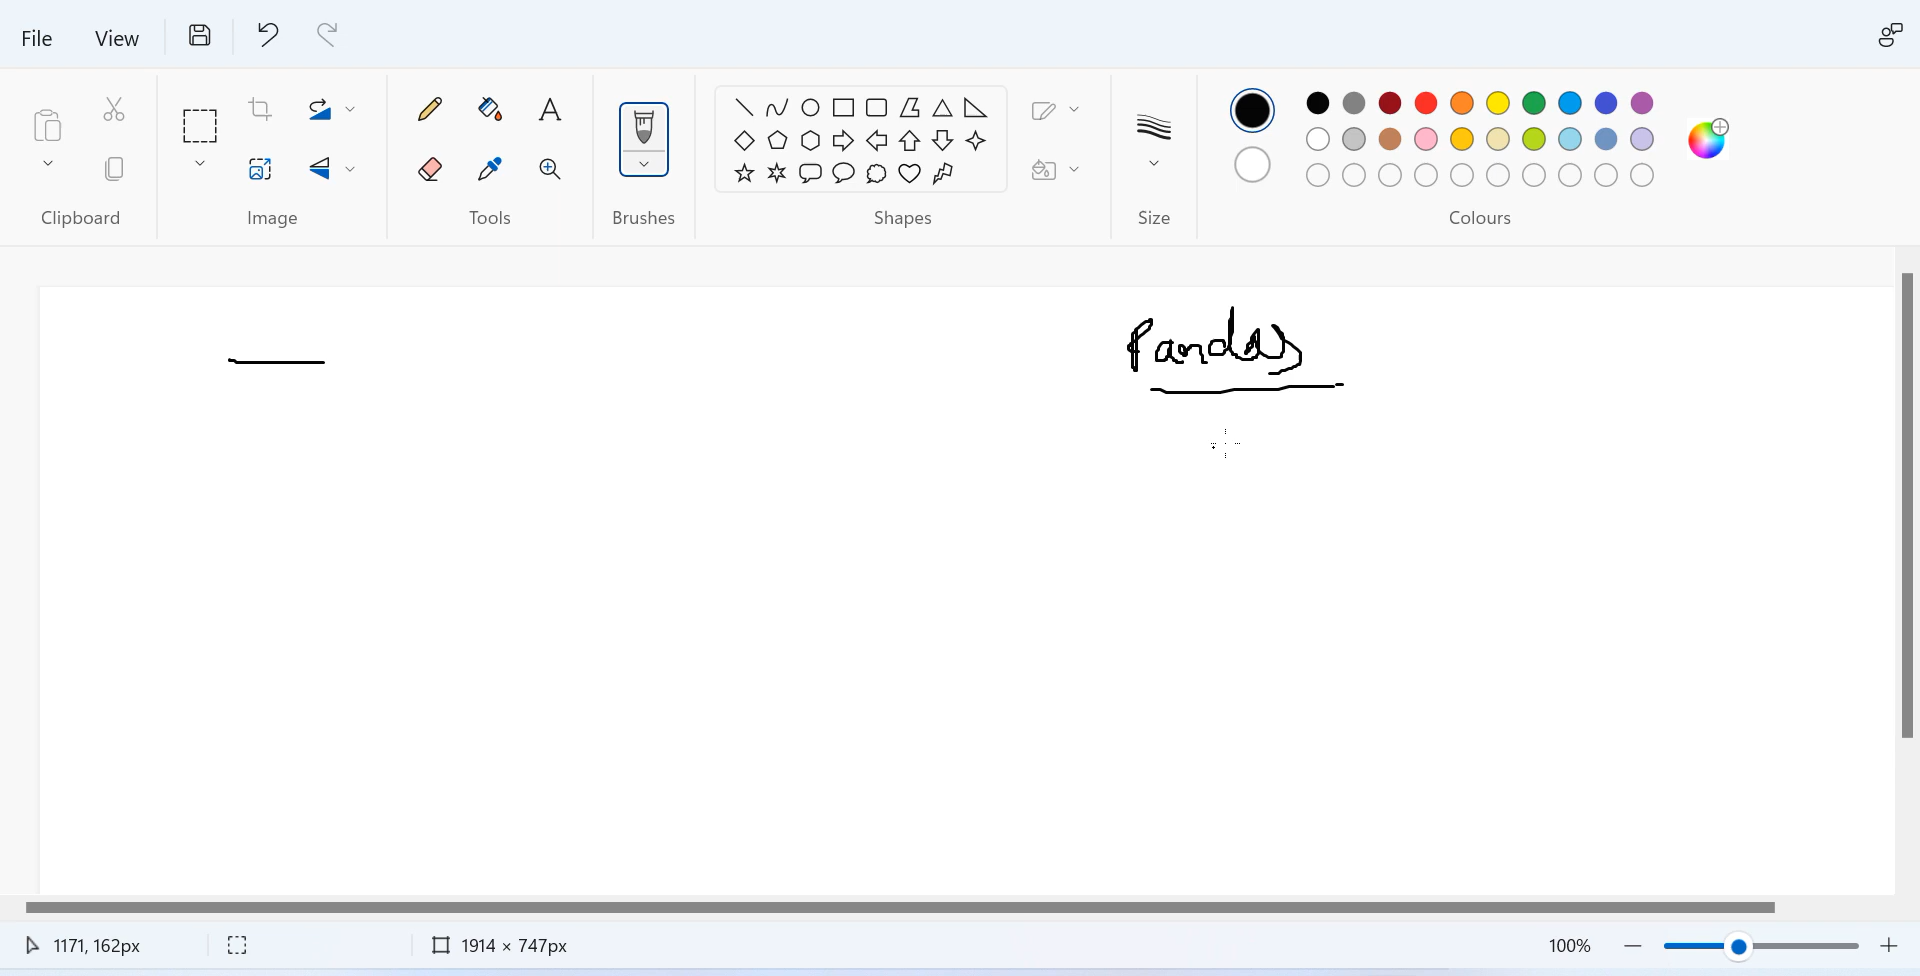 File View
Clipboard Image Tools Brushes Shapes Size Colours
Pandas
1171, 162px 1914 × 747px 100%